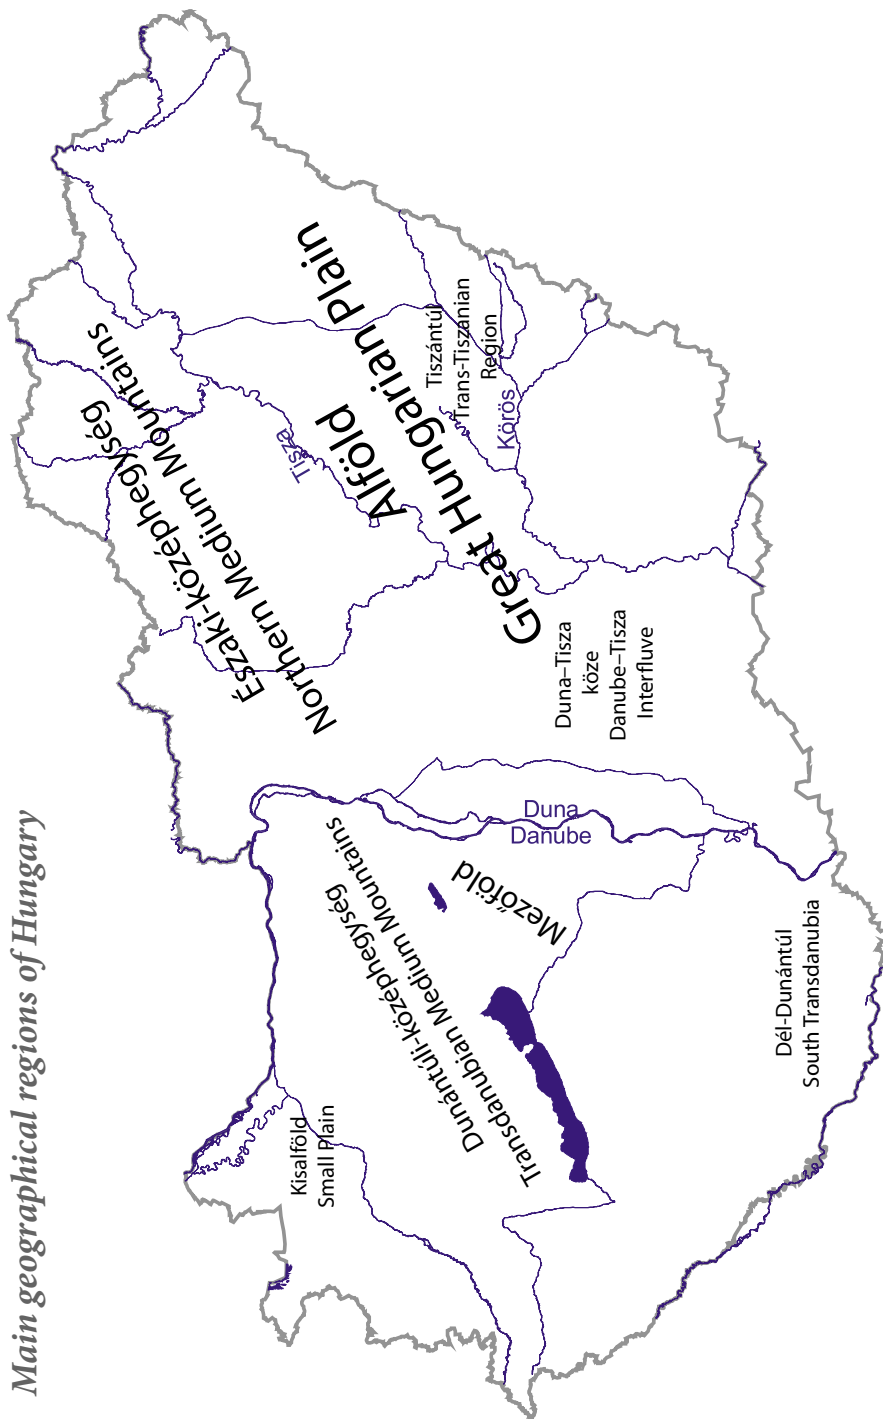 Main geographical regions of Hungary
Északi-középhegység
Northern Medium Mountains
Kisalföld
Small Plain
Dunántúli-középhegység
Transdanubian Medium Mountains
Tisza
Alföld
Great Hungarian Plain
Tiszántúl
Trans-Tiszanian
Region
Körös
Mezőföld
Duna
Danube
Duna–Tisza
köze
Danube–Tisza
Interfluve
Dél-Dunántúl
South Transdanubia